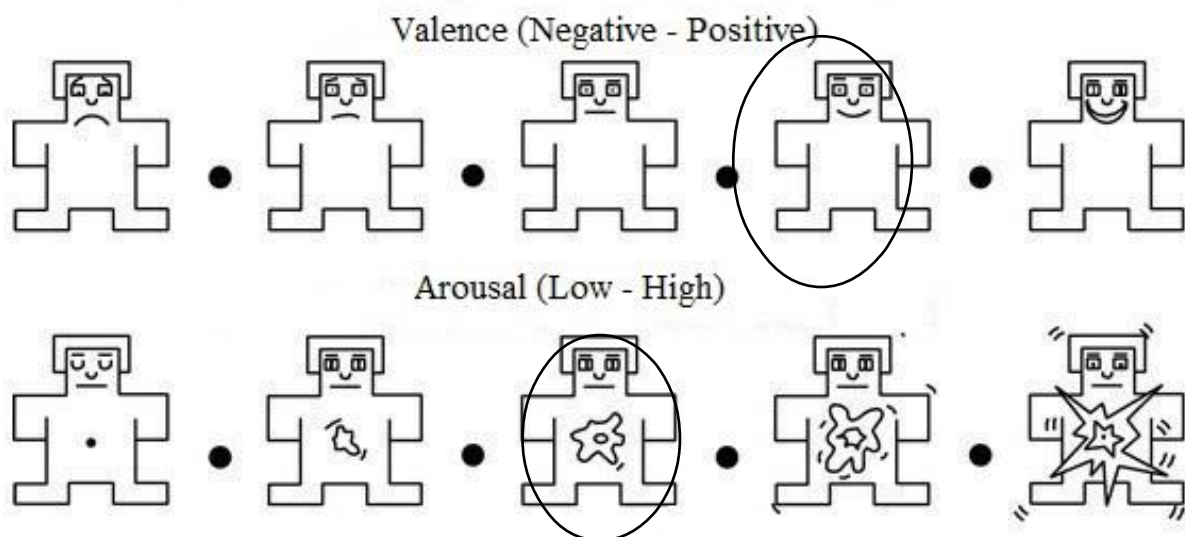 Valence (Negative - Positive)
Arousal (Low - High)